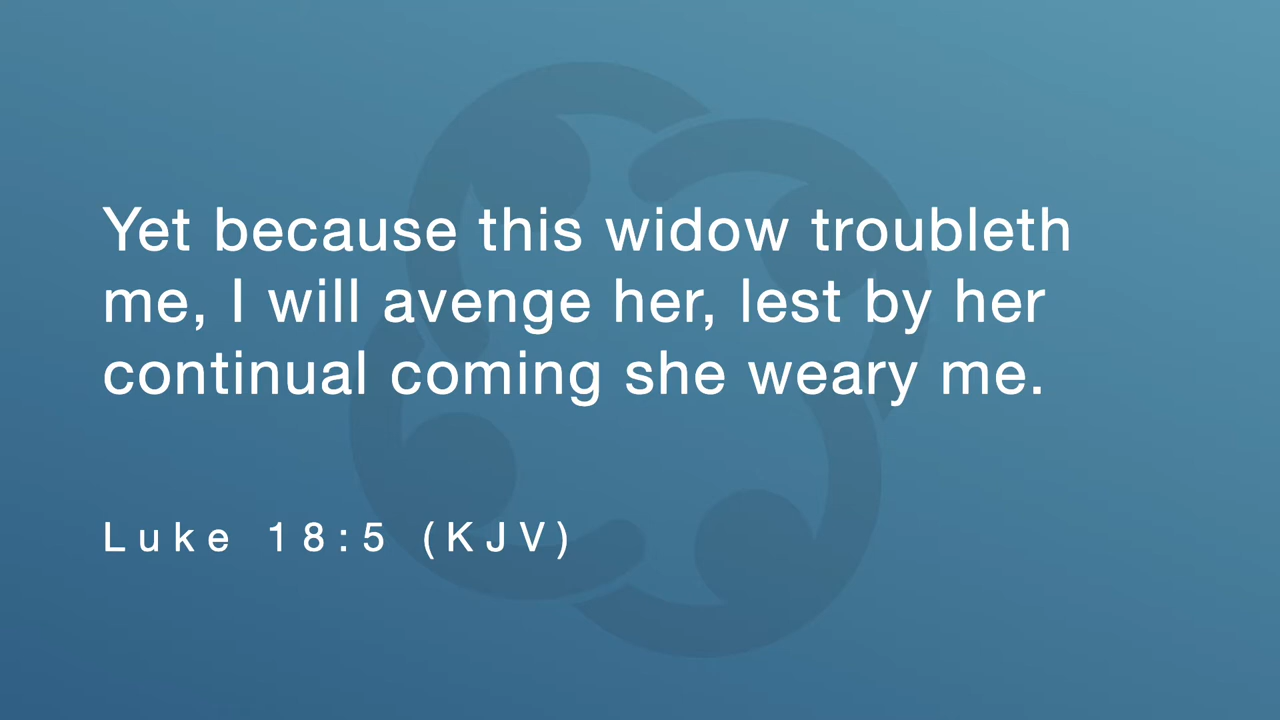 Yet because this widow troubleth
me, I will avenge her, lest by her
continual coming she weary me.
Luke 18:5 (KJV)